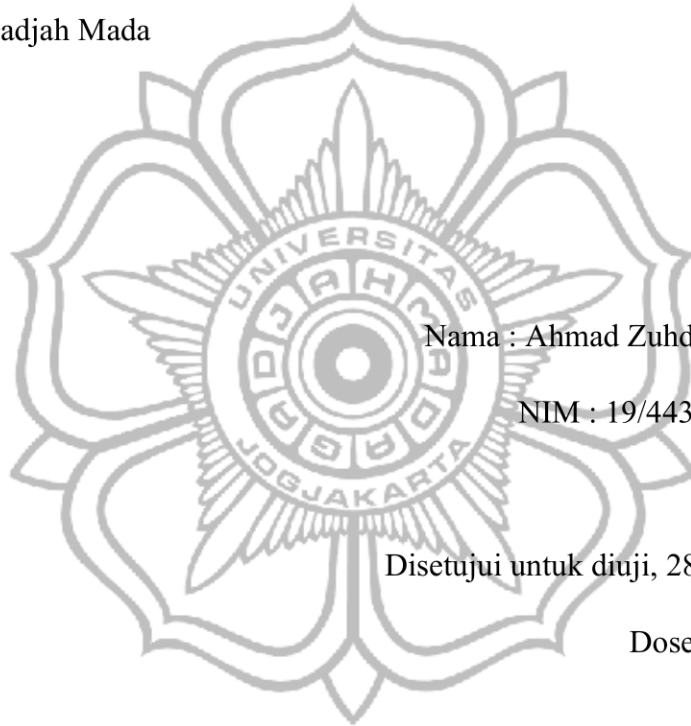 adjah Mada
UNIVERSITAS
GADJAH MADA
JOGJAKARTA
Nama : Ahmad Zuhd
NIM : 19/443
Disetujui untuk diuji, 28
Dose